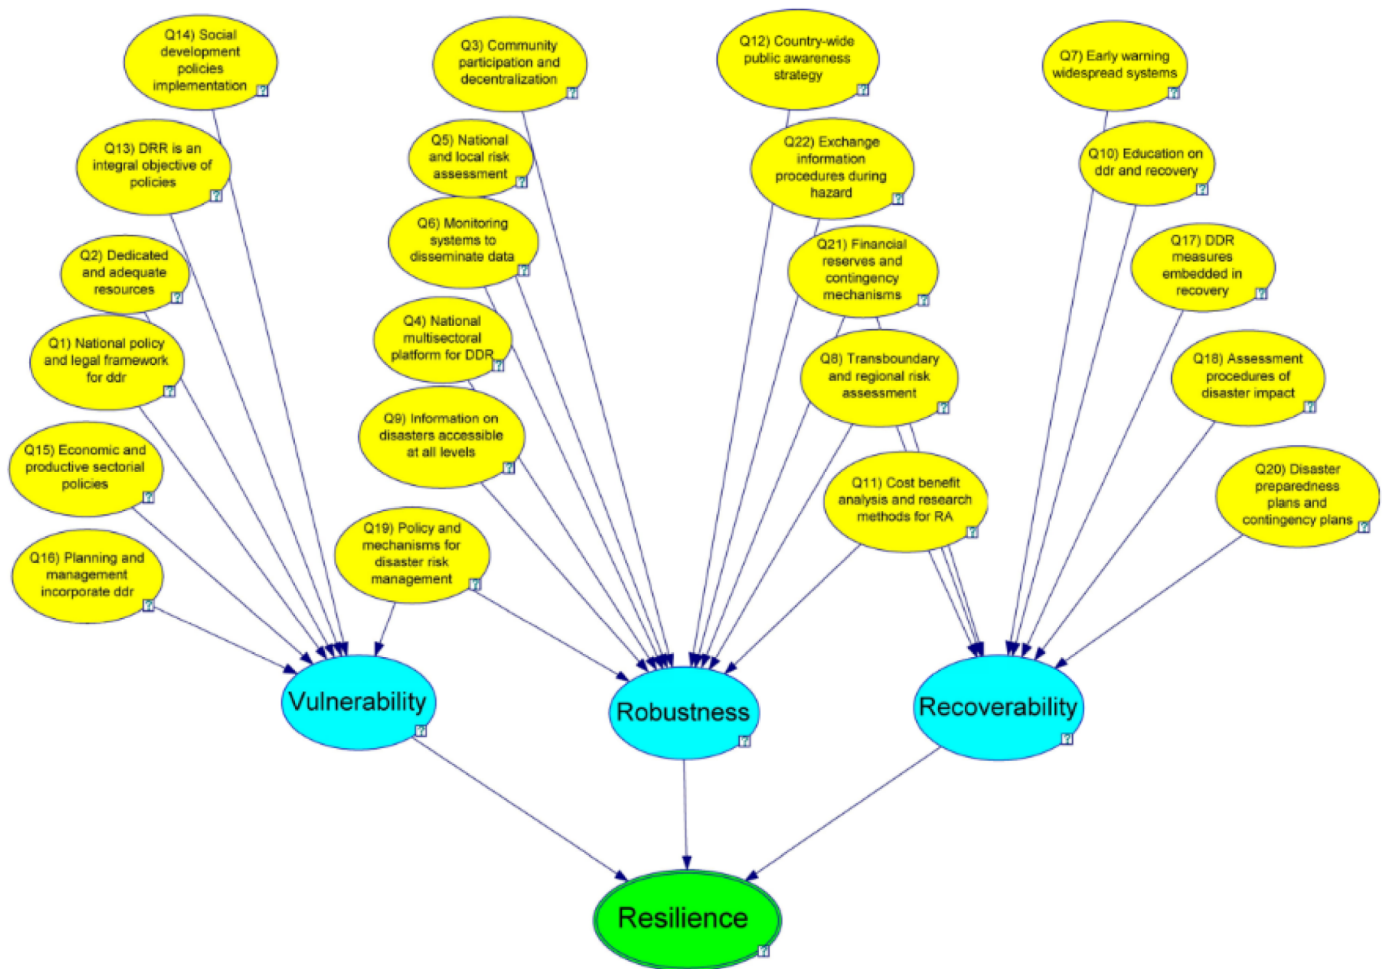 Q14) Social
development
policies
implementation
?
Q3) Community
participation and
decentralization
?
Q12) Country-wide
public awareness
strategy
?
Q7) Early warning
widespread systems
?
Q13) DRR is an
integral objective of
policies
?
Q5) National
and local risk
assessment
?
Q22) Exchange
information
procedures during
hazard
?
Q10) Education on
ddr and recovery
?
Q2) Dedicated
and adequate
resources
?
Q6) Monitoring
systems to
disseminate data
?
Q21) Financial
reserves and
contingency
mechanisms
?
Q17) DDR
measures
embedded in
recovery
?
Q1) National policy
and legal framework
for ddr
?
Q4) National
multisectoral
platform for DDR
?
Q8) Transboundary
and regional risk
assessment
?
Q18) Assessment
procedures of
disaster impact
?
Q15) Economic and
productive sectorial
policies
?
Q9) Information on
disasters accessible
at all levels
?
Q11) Cost benefit
analysis and research
methods for RA
?
Q20) Disaster
preparedness
plans and
contingency plans
?
Q16) Planning and
management
incorporate ddr
?
Q19) Policy and
mechanisms for
disaster risk
management
?
Vulnerability
?
Robustness
?
Recoverability
?
Resilience
?